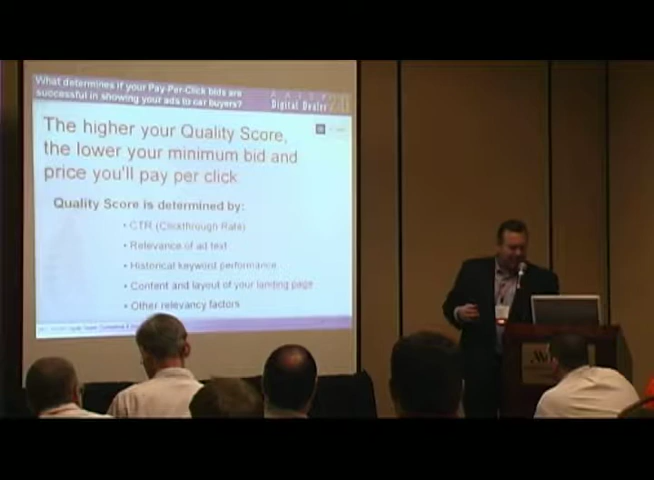 What determines if your Pay-Per-Click bids are
successful in showing your ads to car buyers?
Digital Dealer
The higher your Quality Score,
the lower your minimum bid and
price you'll pay per click
Quality Score is determined by:
• CTR (Clickthrough Rate)
• Relevance of ad text
• Historical keyword performance
• Content and layout of your landing page
• Other relevancy factors